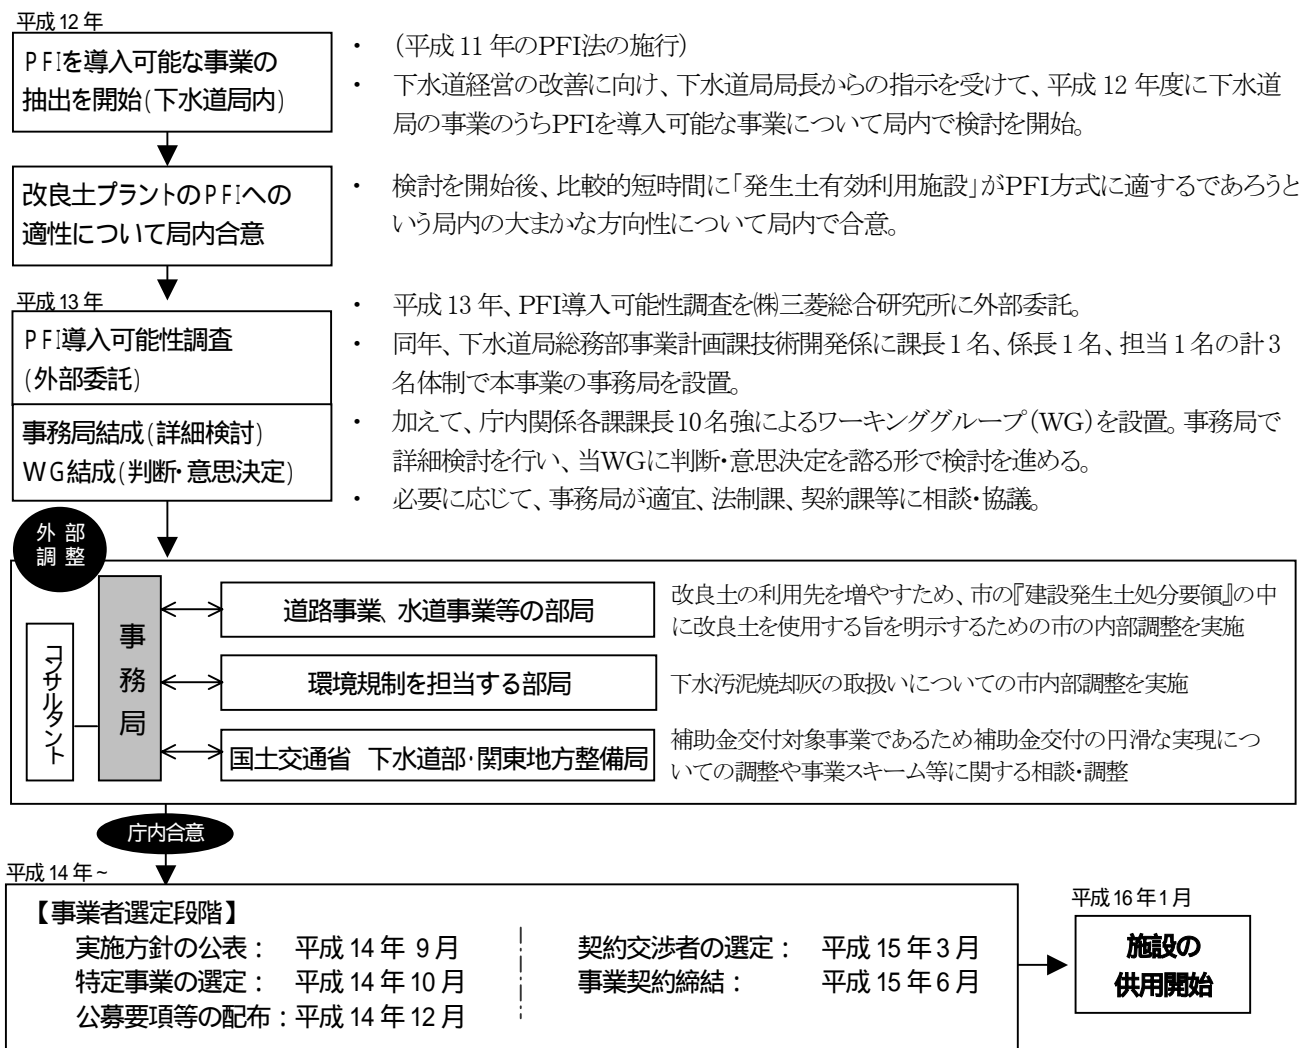 平成12年
PFIを導入可能な事業の
抽出を開始(下水道局内)
・ (平成11年のPFI法の施行)
・ 下水道経営の改善に向け、下水道局局長からの指示を受けて、平成12年度に下水道
局の事業のうちPFIを導入可能な事業について局内で検討を開始。
改良土プラントのPFIへの
適性について局内合意
・ 検討を開始後、比較的短時間に「発生土有効利用施設」がPFI方式に適するであろうと
いう局内の大まかな方向性について局内で合意。
平成13年
PFI導入可能性調査
(外部委託)
事務局結成(詳細検討)
WG結成(判断・意思決定)
・ 平成13年、PFI導入可能性調査を㈱三菱総合研究所に外部委託。
・ 同年、下水道局総務部事業計画課技術開発係に課長1名、係長1名、担当1名の計3
名体制で本事業の事務局を設置。
・ 加えて、庁内関係各課課長10名強によるワーキンググループ(WG)を設置。事務局で
詳細検討を行い、当WGに判断・意思決定を諮る形で検討を進める。
・ 必要に応じて、事務局が適宜、法制課、契約課等に相談・協議。
外部
調整
コンサルタント
事務局
道路事業、水道事業等の部局
改良土の利用先を増やすため、市の『建設発生土処分要領』の中
に改良土を使用する旨を明示するための市の内部調整を実施
環境規制を担当する部局
下水汚泥焼却灰の取扱いについての市内部調整を実施
国土交通省 下水道部・関東地方整備局
補助金交付対象事業であるため補助金交付の円滑な実現につ
いての調整や事業スキーム等に関する相談・調整
庁内合意
平成14年~
【事業者選定段階】
実施方針の公表: 平成14年 9月
特定事業の選定: 平成14年10月
公募要項等の配布:平成14年12月
契約交渉者の選定: 平成15年3月
事業契約締結: 平成15年6月
平成16年1月
施設の
供用開始